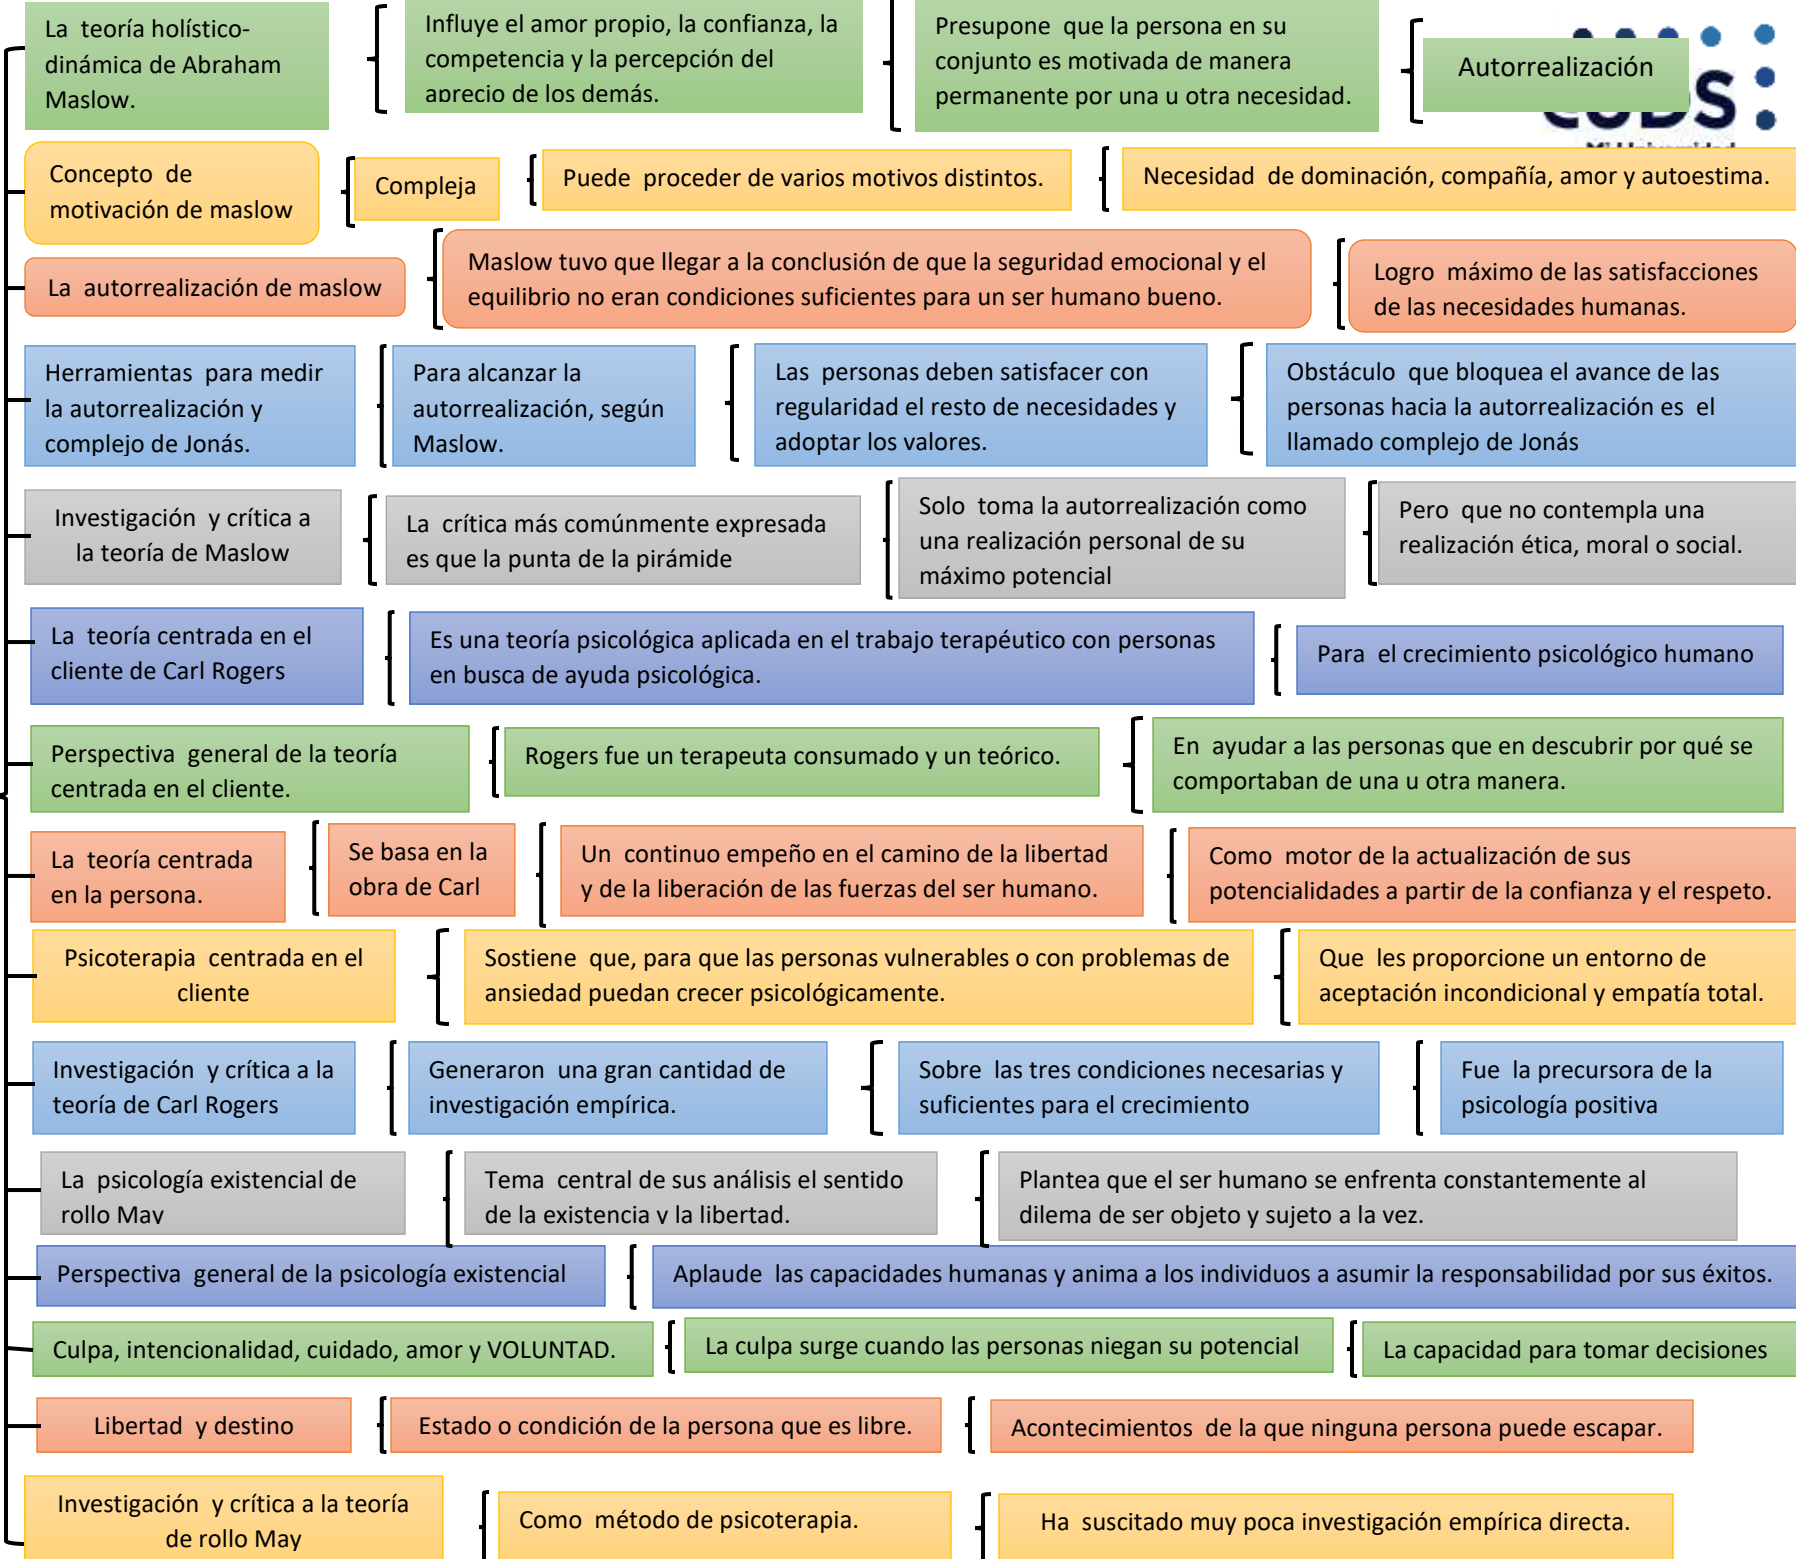 La teoría holístico-
dinámica de Abraham
Maslow.
Influye el amor propio, la confianza, la
competencia y la percepción del
aprecio de los demás.
Presupone que la persona en su
conjunto es motivada de manera
permanente por una u otra necesidad.
Autorrealización
Concepto de
motivación de maslow
Compleja
Puede proceder de varios motivos distintos.
Necesidad de dominación, compañía, amor y autoestima.
La autorrealización de maslow
Maslow tuvo que llegar a la conclusión de que la seguridad emocional y el
equilibrio no eran condiciones suficientes para un ser humano bueno.
Logro máximo de las satisfacciones
de las necesidades humanas.
Herramientas para medir
la autorrealización y
complejo de Jonás.
Para alcanzar la
autorrealización, según
Maslow.
Las personas deben satisfacer con
regularidad el resto de necesidades y
adoptar los valores.
Obstáculo que bloquea el avance de las
personas hacia la autorrealización es el
llamado complejo de Jonás
Investigación y crítica a
la teoría de Maslow
La crítica más comúnmente expresada
es que la punta de la pirámide
Solo toma la autorrealización como
una realización personal de su
máximo potencial
Pero que no contempla una
realización ética, moral o social.
La teoría centrada en el
cliente de Carl Rogers
Es una teoría psicológica aplicada en el trabajo terapéutico con personas
en busca de ayuda psicológica.
Para el crecimiento psicológico humano
Perspectiva general de la teoría
centrada en el cliente.
Rogers fue un terapeuta consumado y un teórico.
En ayudar a las personas que en descubrir por qué se
comportaban de una u otra manera.
La teoría centrada
en la persona.
Se basa en la
obra de Carl
Un continuo empeño en el camino de la libertad
y de la liberación de las fuerzas del ser humano.
Como motor de la actualización de sus
potencialidades a partir de la confianza y el respeto.
Psicoterapia centrada en el
cliente
Sostiene que, para que las personas vulnerables o con problemas de
ansiedad puedan crecer psicológicamente.
Que les proporcione un entorno de
aceptación incondicional y empatía total.
Investigación y crítica a la
teoría de Carl Rogers
Generaron una gran cantidad de
investigación empírica.
Sobre las tres condiciones necesarias y
suficientes para el crecimiento
Fue la precursora de la
psicología positiva
La psicología existencial de
rollo May
Tema central de sus análisis el sentido
de la existencia y la libertad.
Plantea que el ser humano se enfrenta constantemente al
dilema de ser objeto y sujeto a la vez.
Perspectiva general de la psicología existencial
Aplaude las capacidades humanas y anima a los individuos a asumir la responsabilidad por sus éxitos.
Culpa, intencionalidad, cuidado, amor y VOLUNTAD.
La culpa surge cuando las personas niegan su potencial
La capacidad para tomar decisiones
Libertad y destino
Estado o condición de la persona que es libre.
Acontecimientos de la que ninguna persona puede escapar.
Investigación y crítica a la teoría
de rollo May
Como método de psicoterapia.
Ha suscitado muy poca investigación empírica directa.